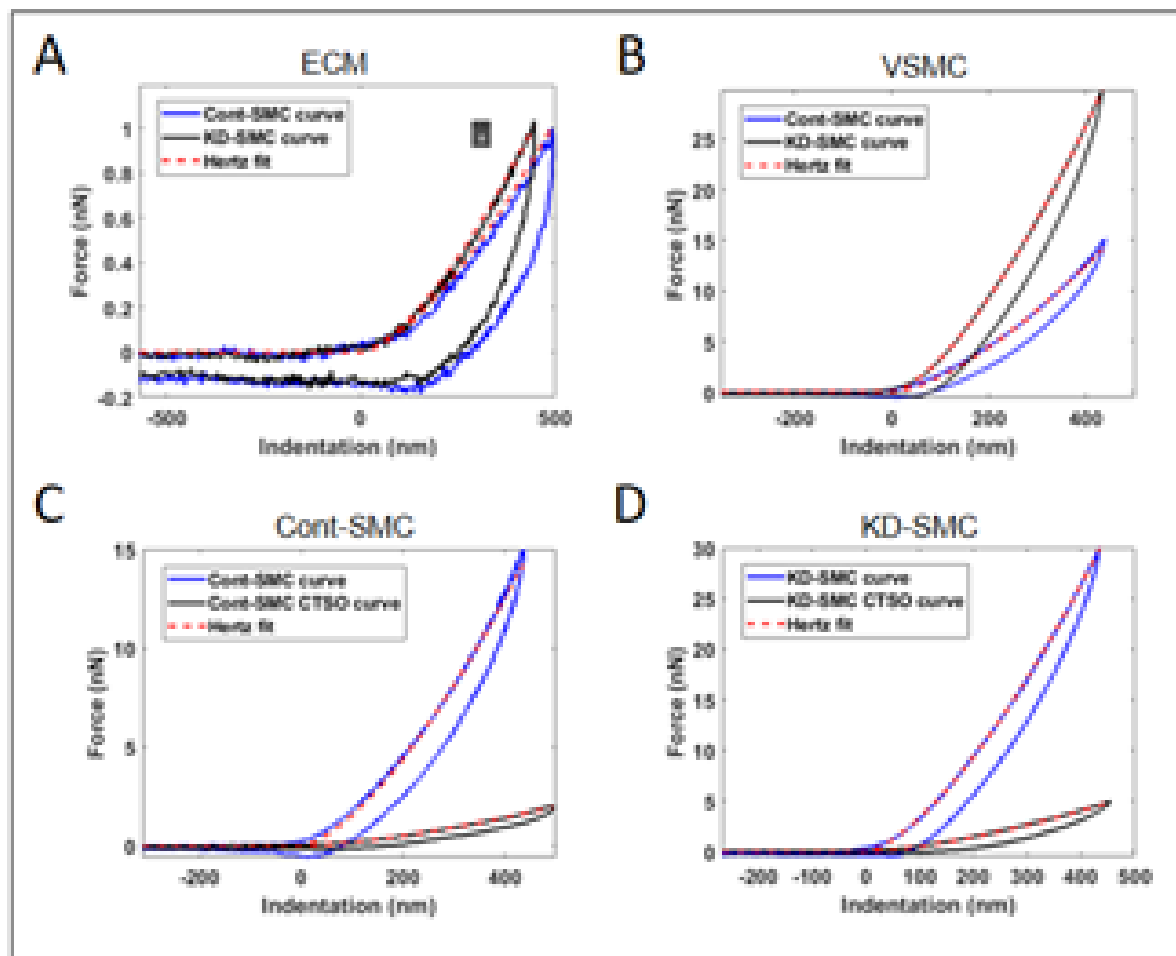 A
ECM
Cont-SMC curve
KD-SMC curve
Hertz fit
Force (nN)
1
0.8
0.6
0.4
0.2
0
-0.2
-500
0
500
Indentation (nm)
B
VSMC
Cont-SMC curve
KD-SMC curve
Hertz fit
Force (nN)
25
20
15
10
5
0
-200
0
200
400
Indentation (nm)
C
Cont-SMC
Cont-SMC curve
Cont-SMC CTSO curve
Hertz fit
Force (nN)
15
10
5
0
-200
0
200
400
Indentation (nm)
D
KD-SMC
KD-SMC curve
KD-SMC CTSO curve
Hertz fit
Force (nN)
30
25
20
15
10
5
0
-200
-100
0
100
200
300
400
500
Indentation (nm)